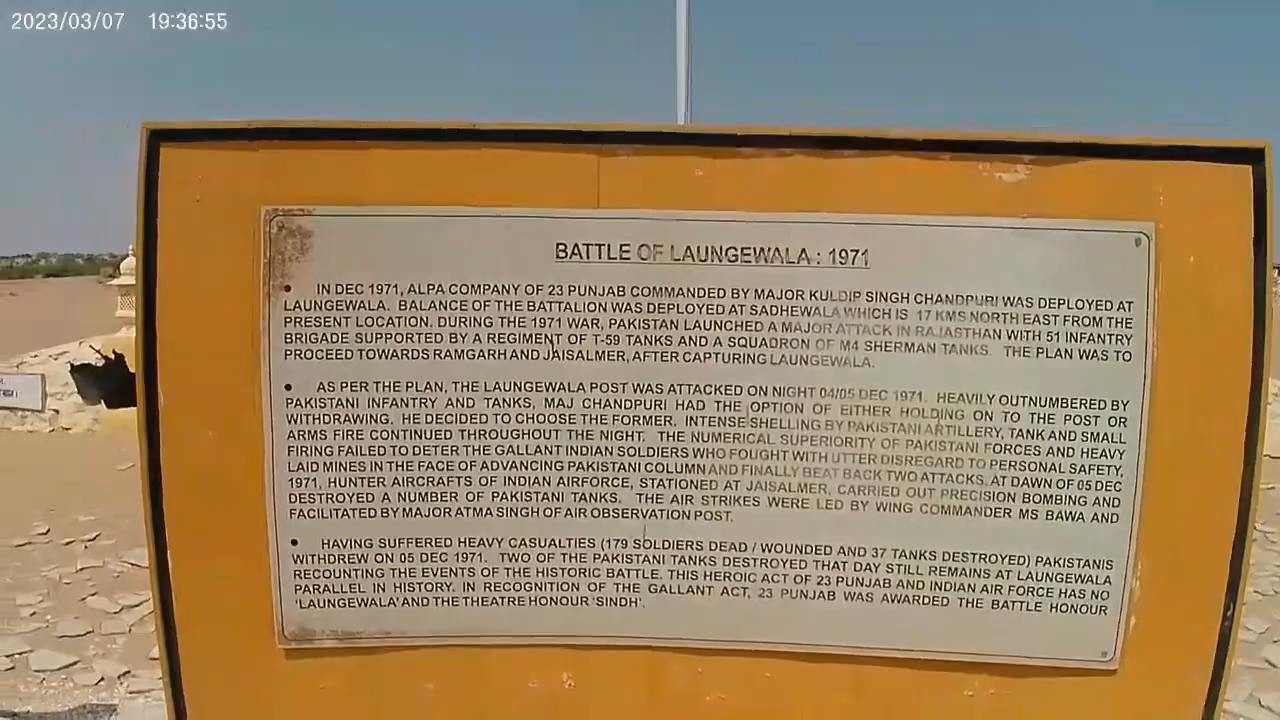 2023/03/07 19:36:55
BATTLE OF LAUNGEWALA : 1971
• IN DEC 1971, ALPA COMPANY OF 23 PUNJAB COMMANDED BY MAJOR KULDIP SINGH CHANDPURI WAS DEPLOYED AT
LAUNGEWALA. BALANCE OF THE BATTALION WAS DEPLOYED AT SADHEWALA WHICH IS 17 KMS NORTH EAST FROM THE
PRESENT LOCATION. DURING THE 1971 WAR, PAKISTAN LAUNCHED A MAJOR ATTACK IN RAJASTHAN WITH 51 INFANTRY
BRIGADE SUPPORTED BY A REGIMENT OF T-59 TANKS AND A SQUADRON OF M4 SHERMAN TANKS. THE PLAN WAS TO
PROCEED TOWARDS RAMGARH AND JAISALMER, AFTER CAPTURING LAUNGEWALA.
• AS PER THE PLAN, THE LAUNGEWALA POST WAS ATTACKED ON NIGHT 04/05 DEC 1971. HEAVILY OUTNUMBERED BY
PAKISTANI INFANTRY AND TANKS, MAJ CHANDPURI HAD THE OPTION OF EITHER HOLDING ON TO THE POST OR
WITHDRAWING. HE DECIDED TO CHOOSE THE FORMER. INTENSE SHELLING BY PAKISTANI ARTILLERY, TANK AND SMALL
ARMS FIRE CONTINUED THROUGHOUT THE NIGHT. THE NUMERICAL SUPERIORITY OF PAKISTANI FORCES AND HEAVY
FIRING FAILED TO DETER THE GALLANT INDIAN SOLDIERS WHO FOUGHT WITH UTTER DISREGARD TO PERSONAL SAFETY,
LAID MINES IN THE FACE OF ADVANCING PAKISTANI COLUMN AND FINALLY BEAT BACK TWO ATTACKS. AT DAWN OF 05 DEC
1971, HUNTER AIRCRAFTS OF INDIAN AIRFORCE, STATIONED AT JAISALMER, CARRIED OUT PRECISION BOMBING AND
DESTROYED A NUMBER OF PAKISTANI TANKS. THE AIR STRIKES WERE LED BY WING COMMANDER MS BAWA AND
FACILITATED BY MAJOR ATMA SINGH OF AIR OBSERVATION POST.
• HAVING SUFFERED HEAVY CASUALTIES (179 SOLDIERS DEAD / WOUNDED AND 37 TANKS DESTROYED) PAKISTANIS
WITHDREW ON 05 DEC 1971. TWO OF THE PAKISTANI TANKS DESTROYED THAT DAY STILL REMAINS AT LAUNGEWALA
RECOUNTING THE EVENTS OF THE HISTORIC BATTLE. THIS HEROIC ACT OF 23 PUNJAB AND INDIAN AIR FORCE HAS NO
PARALLEL IN HISTORY. IN RECOGNITION OF THE GALLANT ACT, 23 PUNJAB WAS AWARDED THE BATTLE HONOUR
'LAUNGEWALA' AND THE THEATRE HONOUR 'SINDH'.